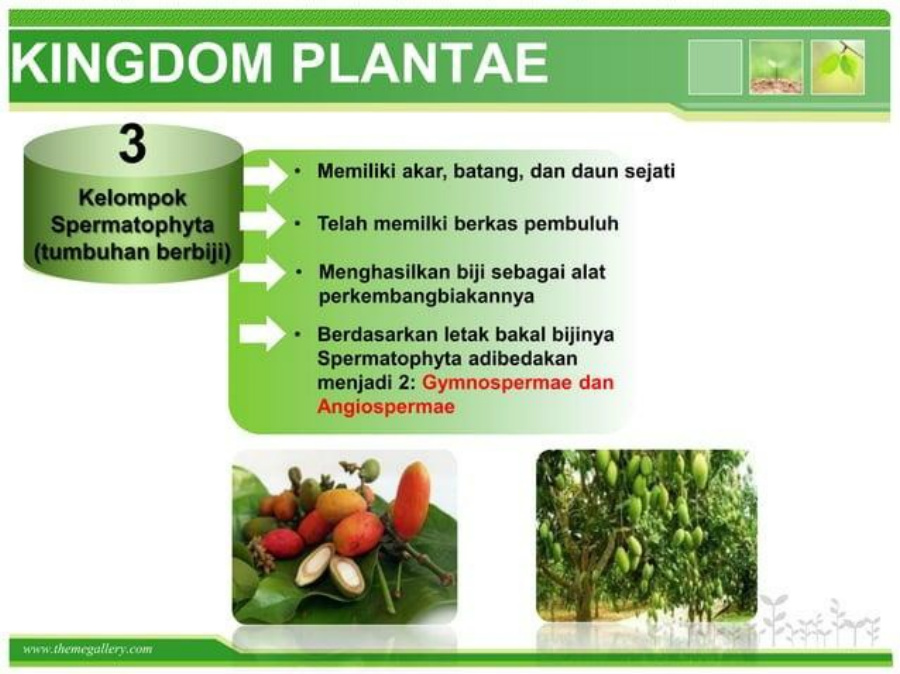 KINGDOM PLANTAE
3
Kelompok
Spermatophyta
(tumbuhan berbiji)
• Memiliki akar, batang, dan daun sejati
• Telah memilki berkas pembuluh
• Menghasilkan biji sebagai alat
perkembangbiakannya
• Berdasarkan letak bakal bijinya
Spermatophyta adibedakan
menjadi 2: Gymnospermae dan
Angiospermae
www.themegallery.com